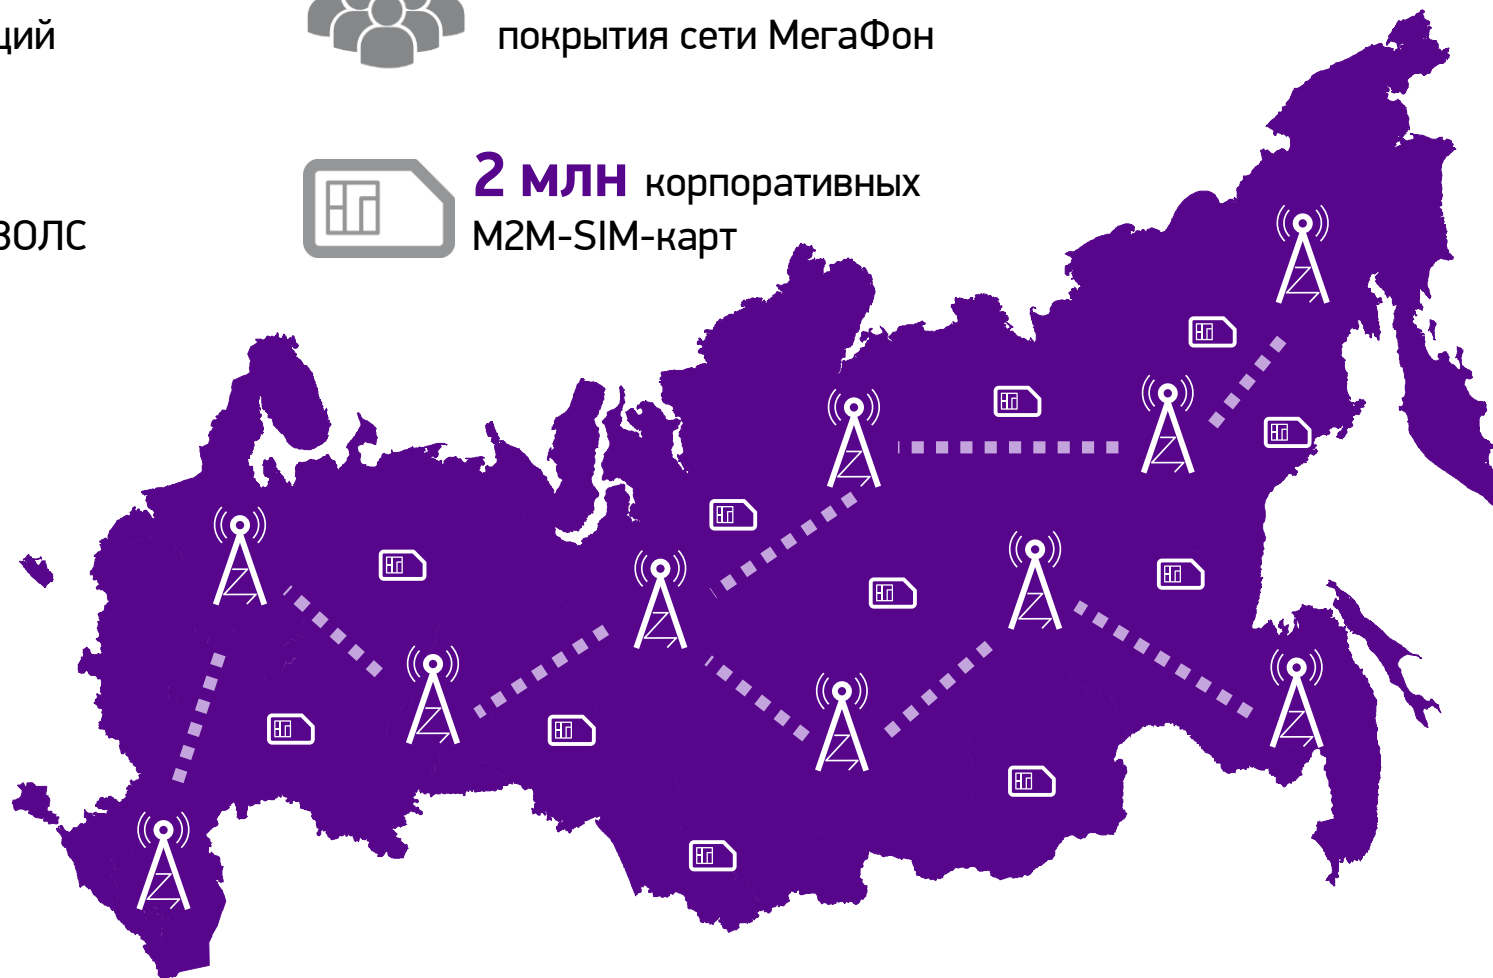 ций
покрытия сети МегаФон
2 млн корпоративных
M2M-SIM-карт
ВОЛС